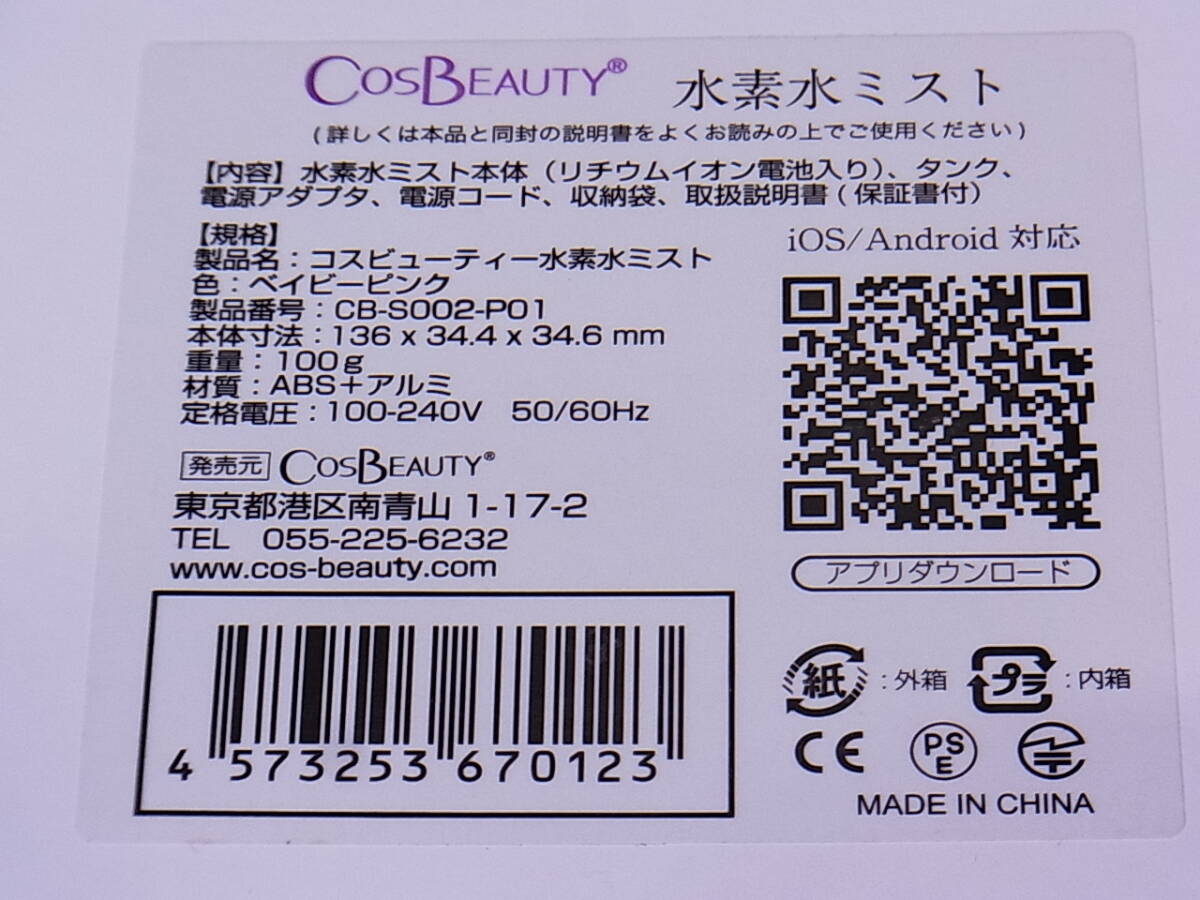 COSBEAUTY® 水素水ミスト
(詳しくは本品と同封の説明書をよくお読みの上でご使用ください)
【内容】水素水ミスト本体（リチウムイオン電池入り）、タンク、
電源アダプタ、電源コード、収納袋、取扱説明書(保証書付)
【規格】
製品名：コスビューティー水素水ミスト
色：ベイビーピンク
製品番号：CB-S002-P01
本体寸法：136 x 34.4 x 34.6 mm
重量：100g
材質：ABS＋アルミ
定格電圧：100-240V 50/60Hz
発売元 COSBEAUTY®
東京都港区南青山 1-17-2
TEL 055-225-6232
www.cos-beauty.com
4 573253 670123
iOS/Android 対応
アプリダウンロード
紙：外箱 プラ：内箱
CE PSE
MADE IN CHINA